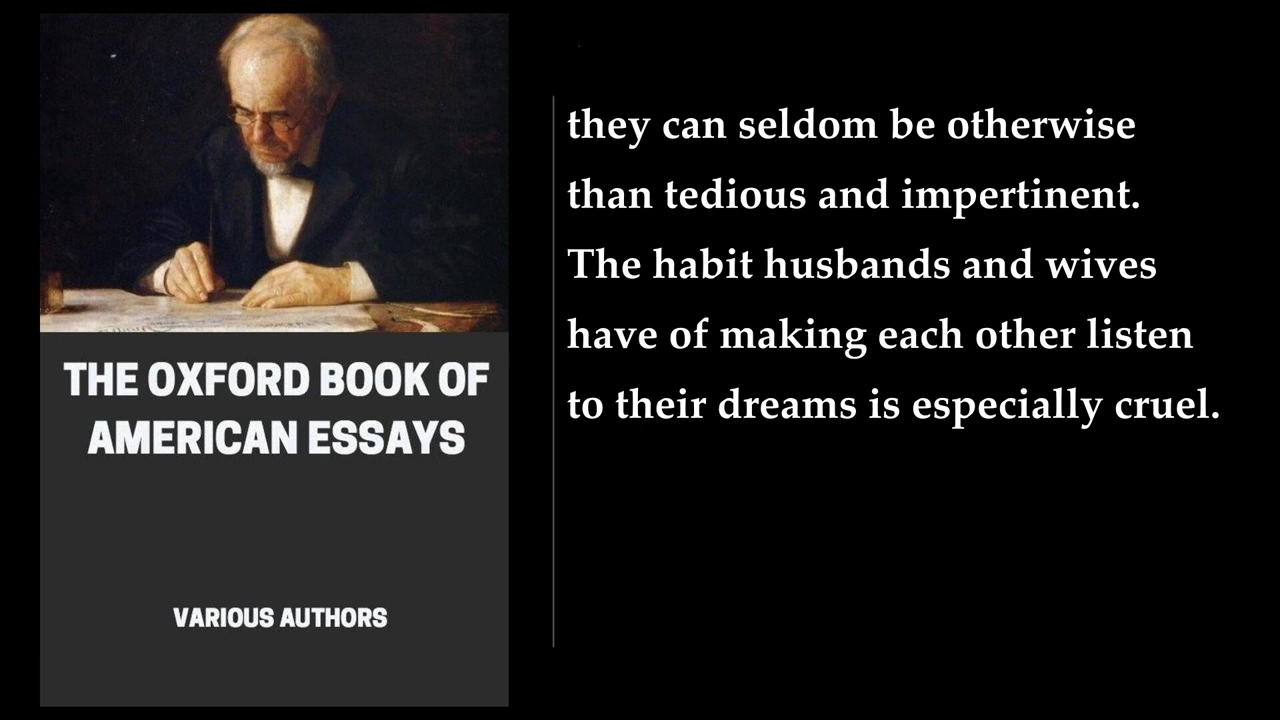 THE OXFORD BOOK OF
AMERICAN ESSAYS
VARIOUS AUTHORS
they can seldom be otherwise
than tedious and impertinent.
The habit husbands and wives
have of making each other listen
to their dreams is especially cruel.